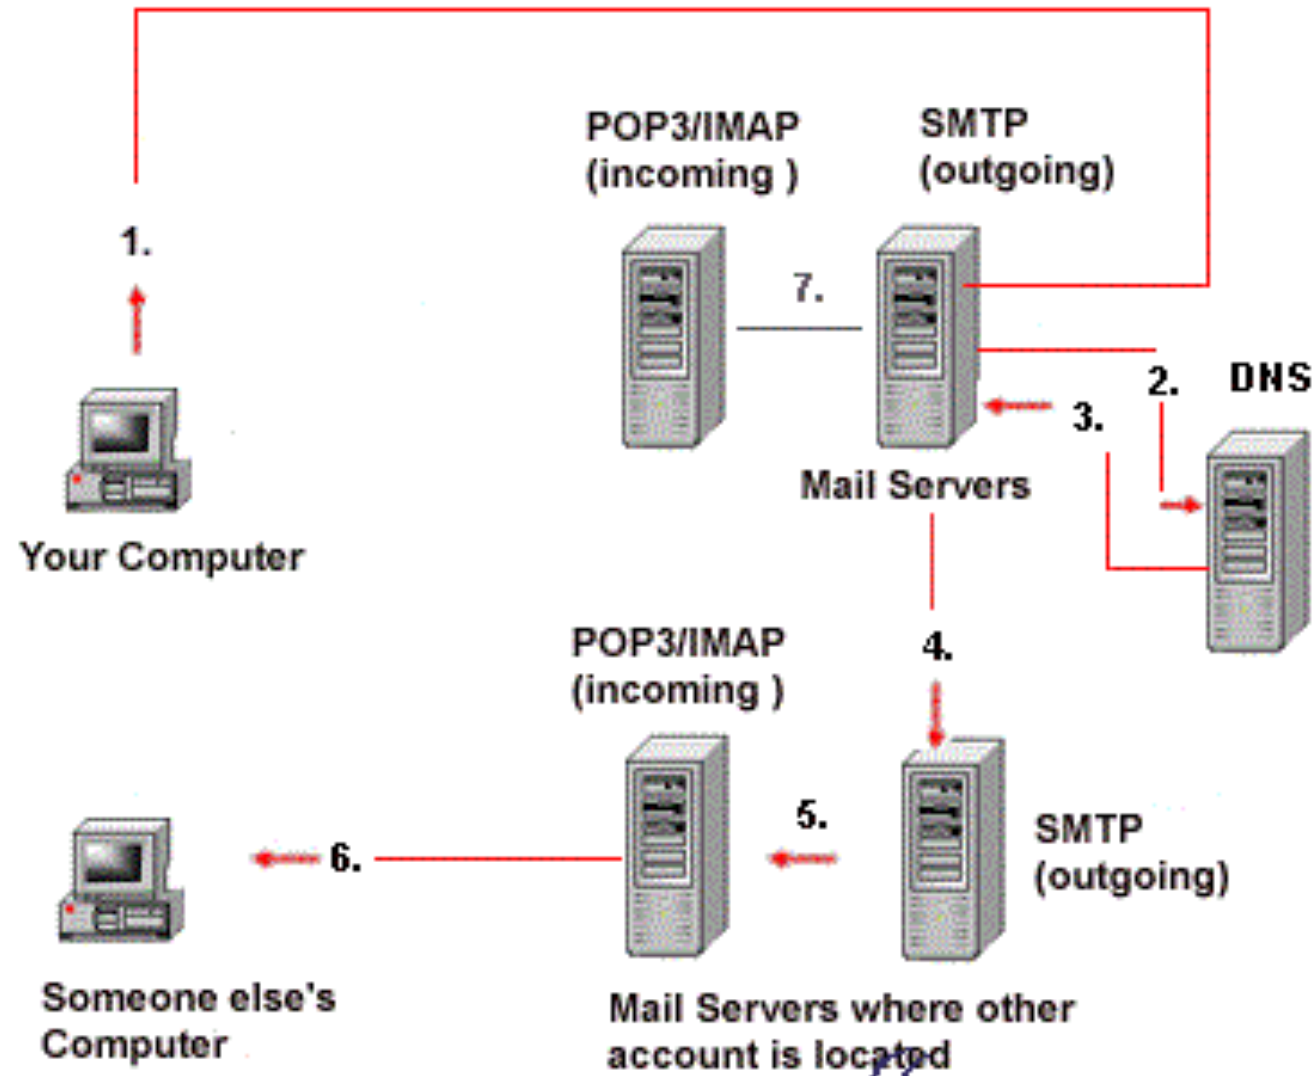 POP3/IMAP
(incoming )
SMTP
(outgoing)
1.
7.
2.
DNS
3.
Mail Servers
Your Computer
POP3/IMAP
(incoming )
4.
5.
SMTP
(outgoing)
6.
Someone else's
Computer
Mail Servers where other
account is located